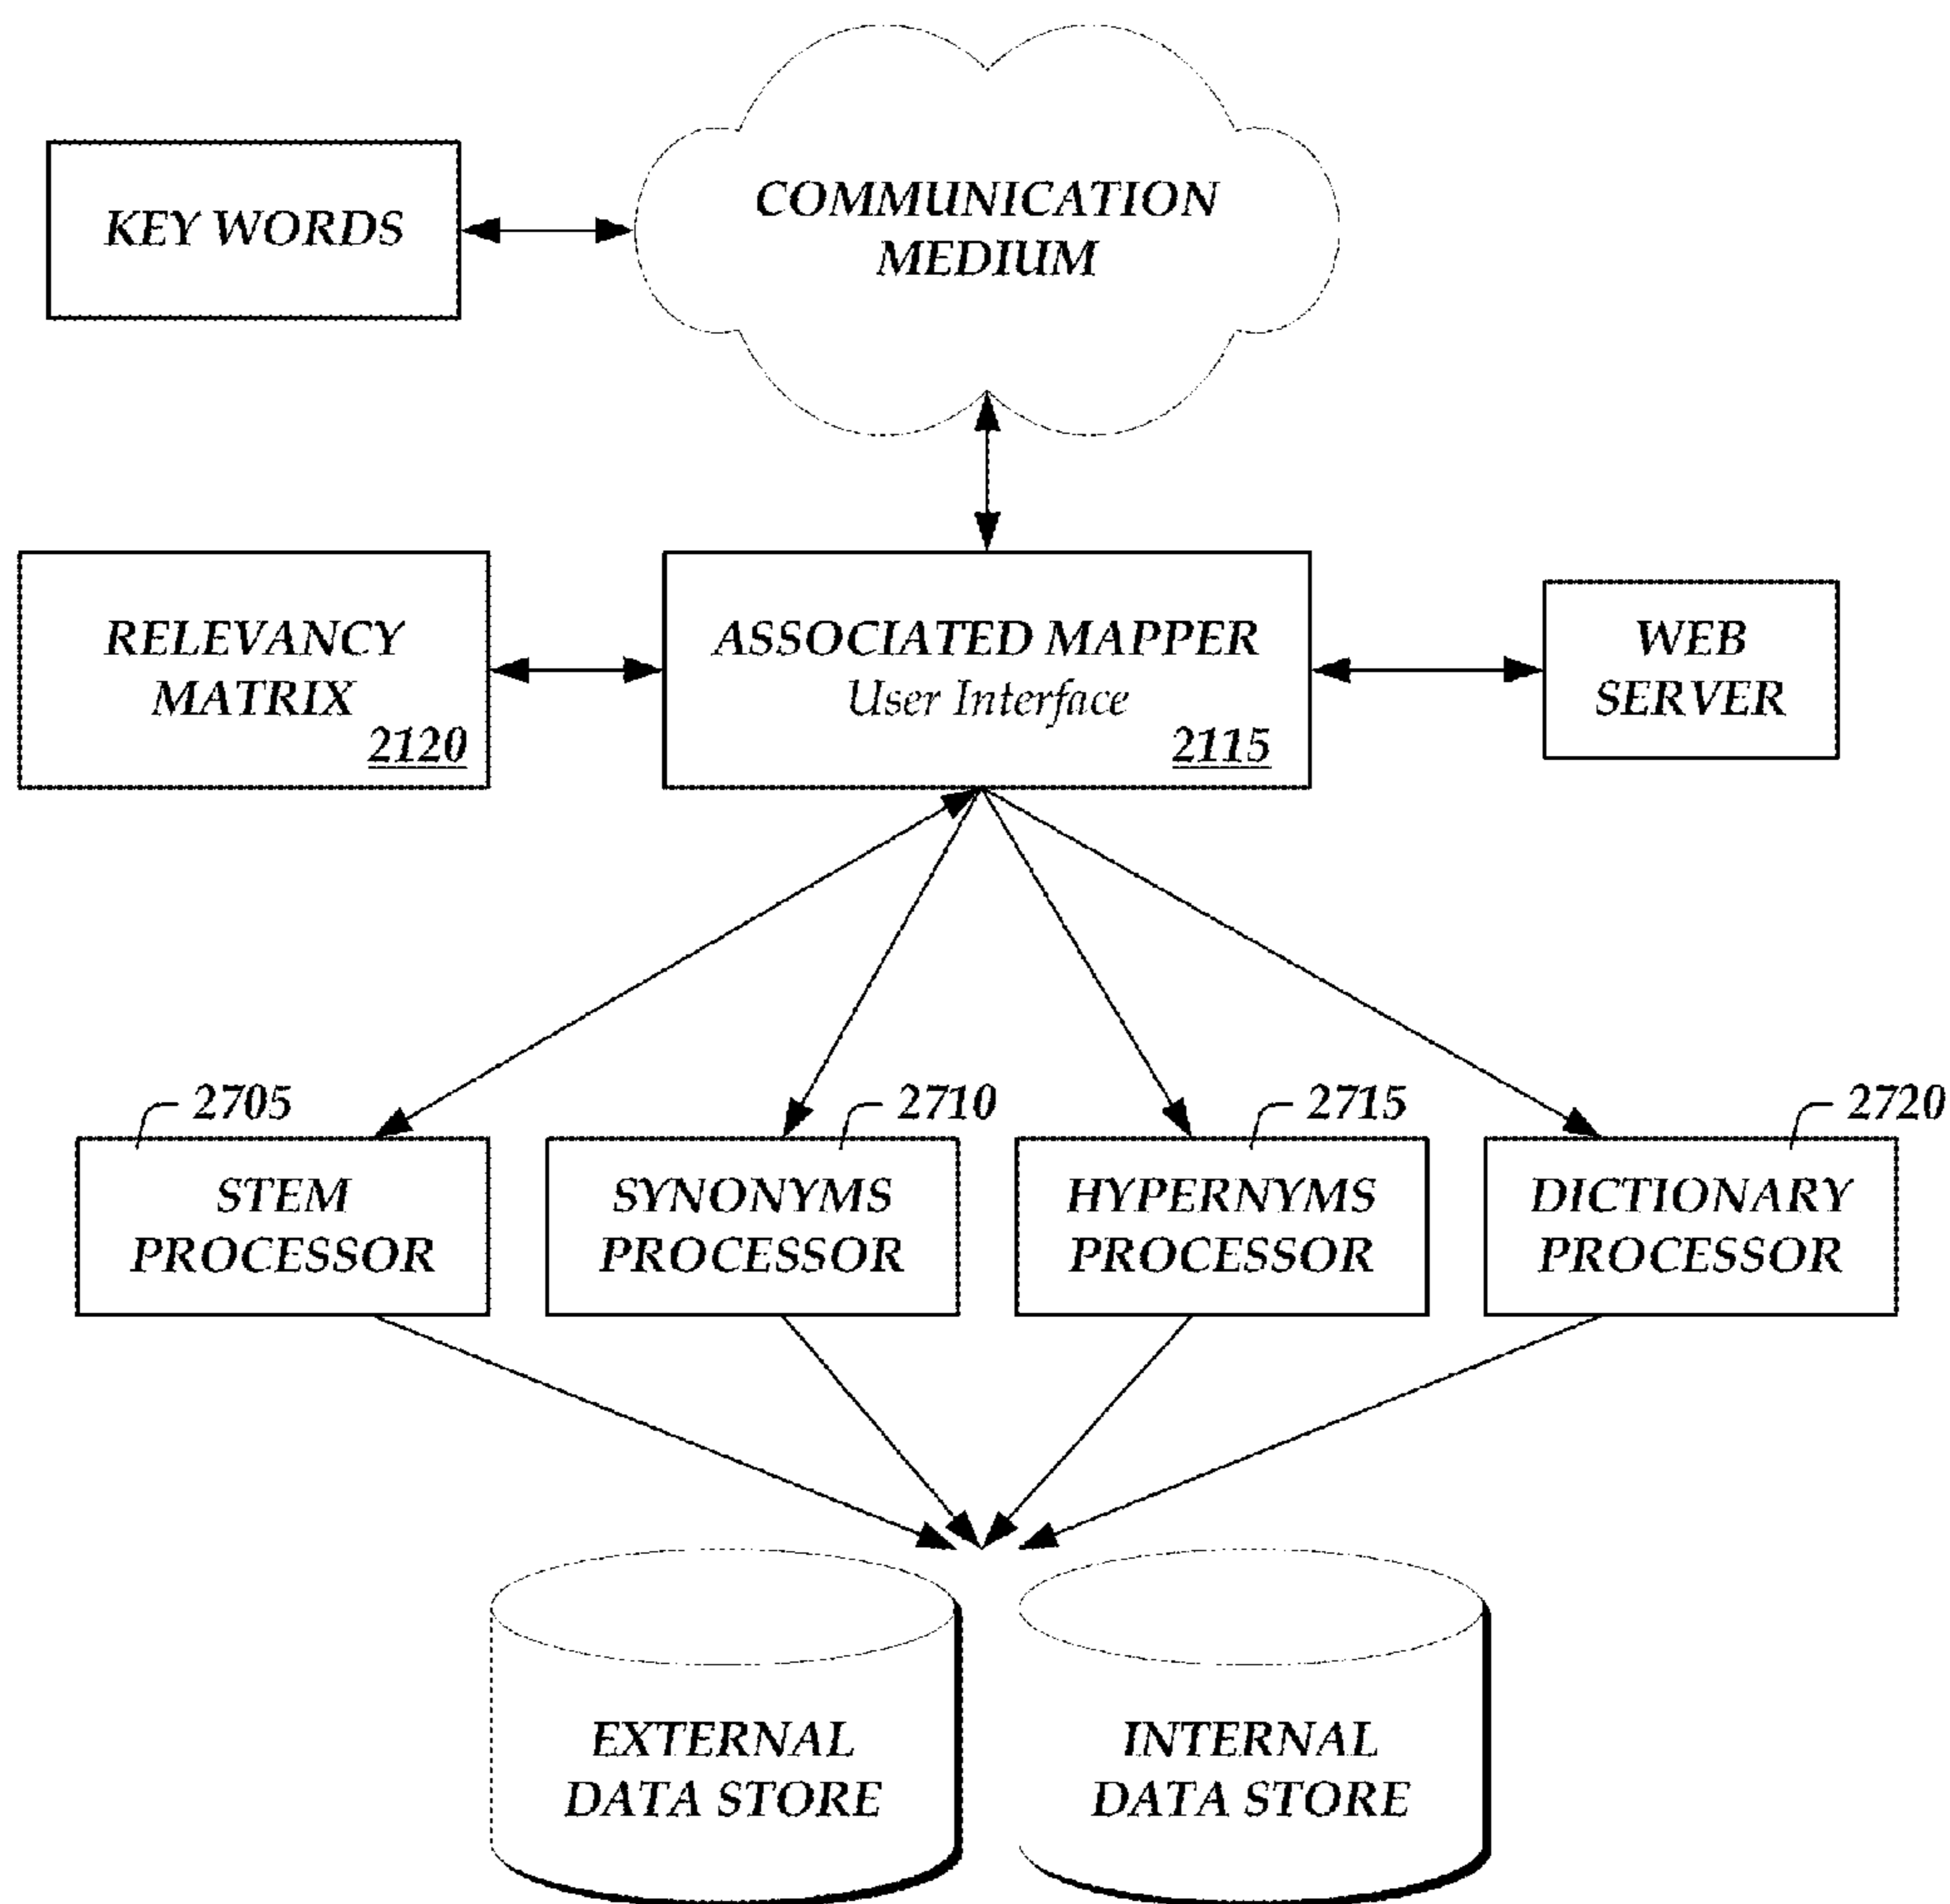 COMMUNICATION
MEDIUM
KEY WORDS
RELEVANCY
MATRIX
2120
ASSOCIATED MAPPER
User Interface
2115
WEB
SERVER
2705
STEM
PROCESSOR
2710
SYNONYMS
PROCESSOR
2715
HYPERNYMS
PROCESSOR
2720
DICTIONARY
PROCESSOR
EXTERNAL
DATA STORE
INTERNAL
DATA STORE